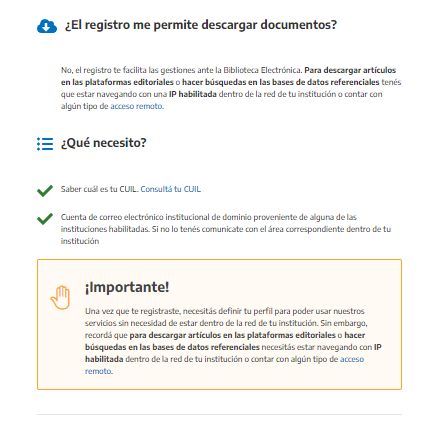 ¿El registro me permite descargar documentos?
No, el registro te facilita las gestiones ante la Biblioteca Electrónica. Para descargar artículos
en las plataformas editoriales o hacer búsquedas en las bases de datos referenciales tenés
que estar navegando con una IP habilitada dentro de la red de tu institución o contar con
algún tipo de acceso remoto.
¿Qué necesito?
Saber cuál es tu CUIL. Consultá tu CUIL
Cuenta de correo electrónico institucional de dominio proveniente de alguna de las
instituciones habilitadas. Si no lo tenés comunicate con el área correspondiente dentro de tu
institución
¡Importante!
Una vez que te registraste, necesitás definir tu perfil para poder usar nuestros
servicios sin necesidad de estar dentro de la red de tu institución. Sin embargo,
recordá que para descargar artículos en las plataformas editoriales o hacer
búsquedas en las bases de datos referenciales necesitás estar navegando con IP
habilitada dentro de la red de tu institución o contar con algún tipo de acceso
remoto.